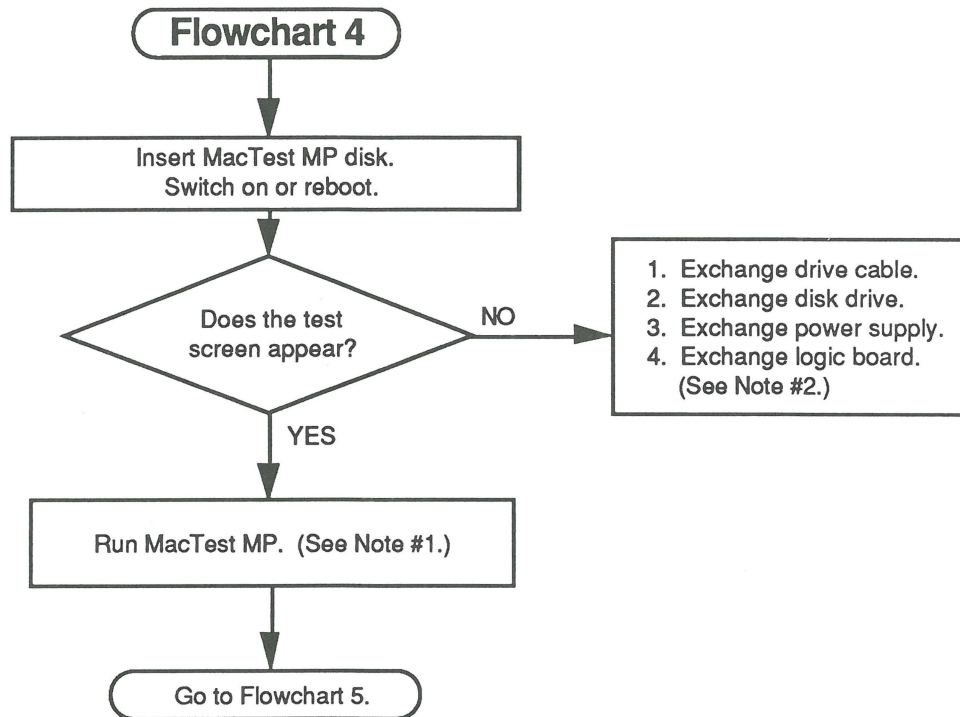 Flowchart 4
Insert MacTest MP disk.
Switch on or reboot.
Does the test
screen appear?
NO
1. Exchange drive cable.
2. Exchange disk drive.
3. Exchange power supply.
4. Exchange logic board.
(See Note #2.)
YES
Run MacTest MP. (See Note #1.)
Go to Flowchart 5.